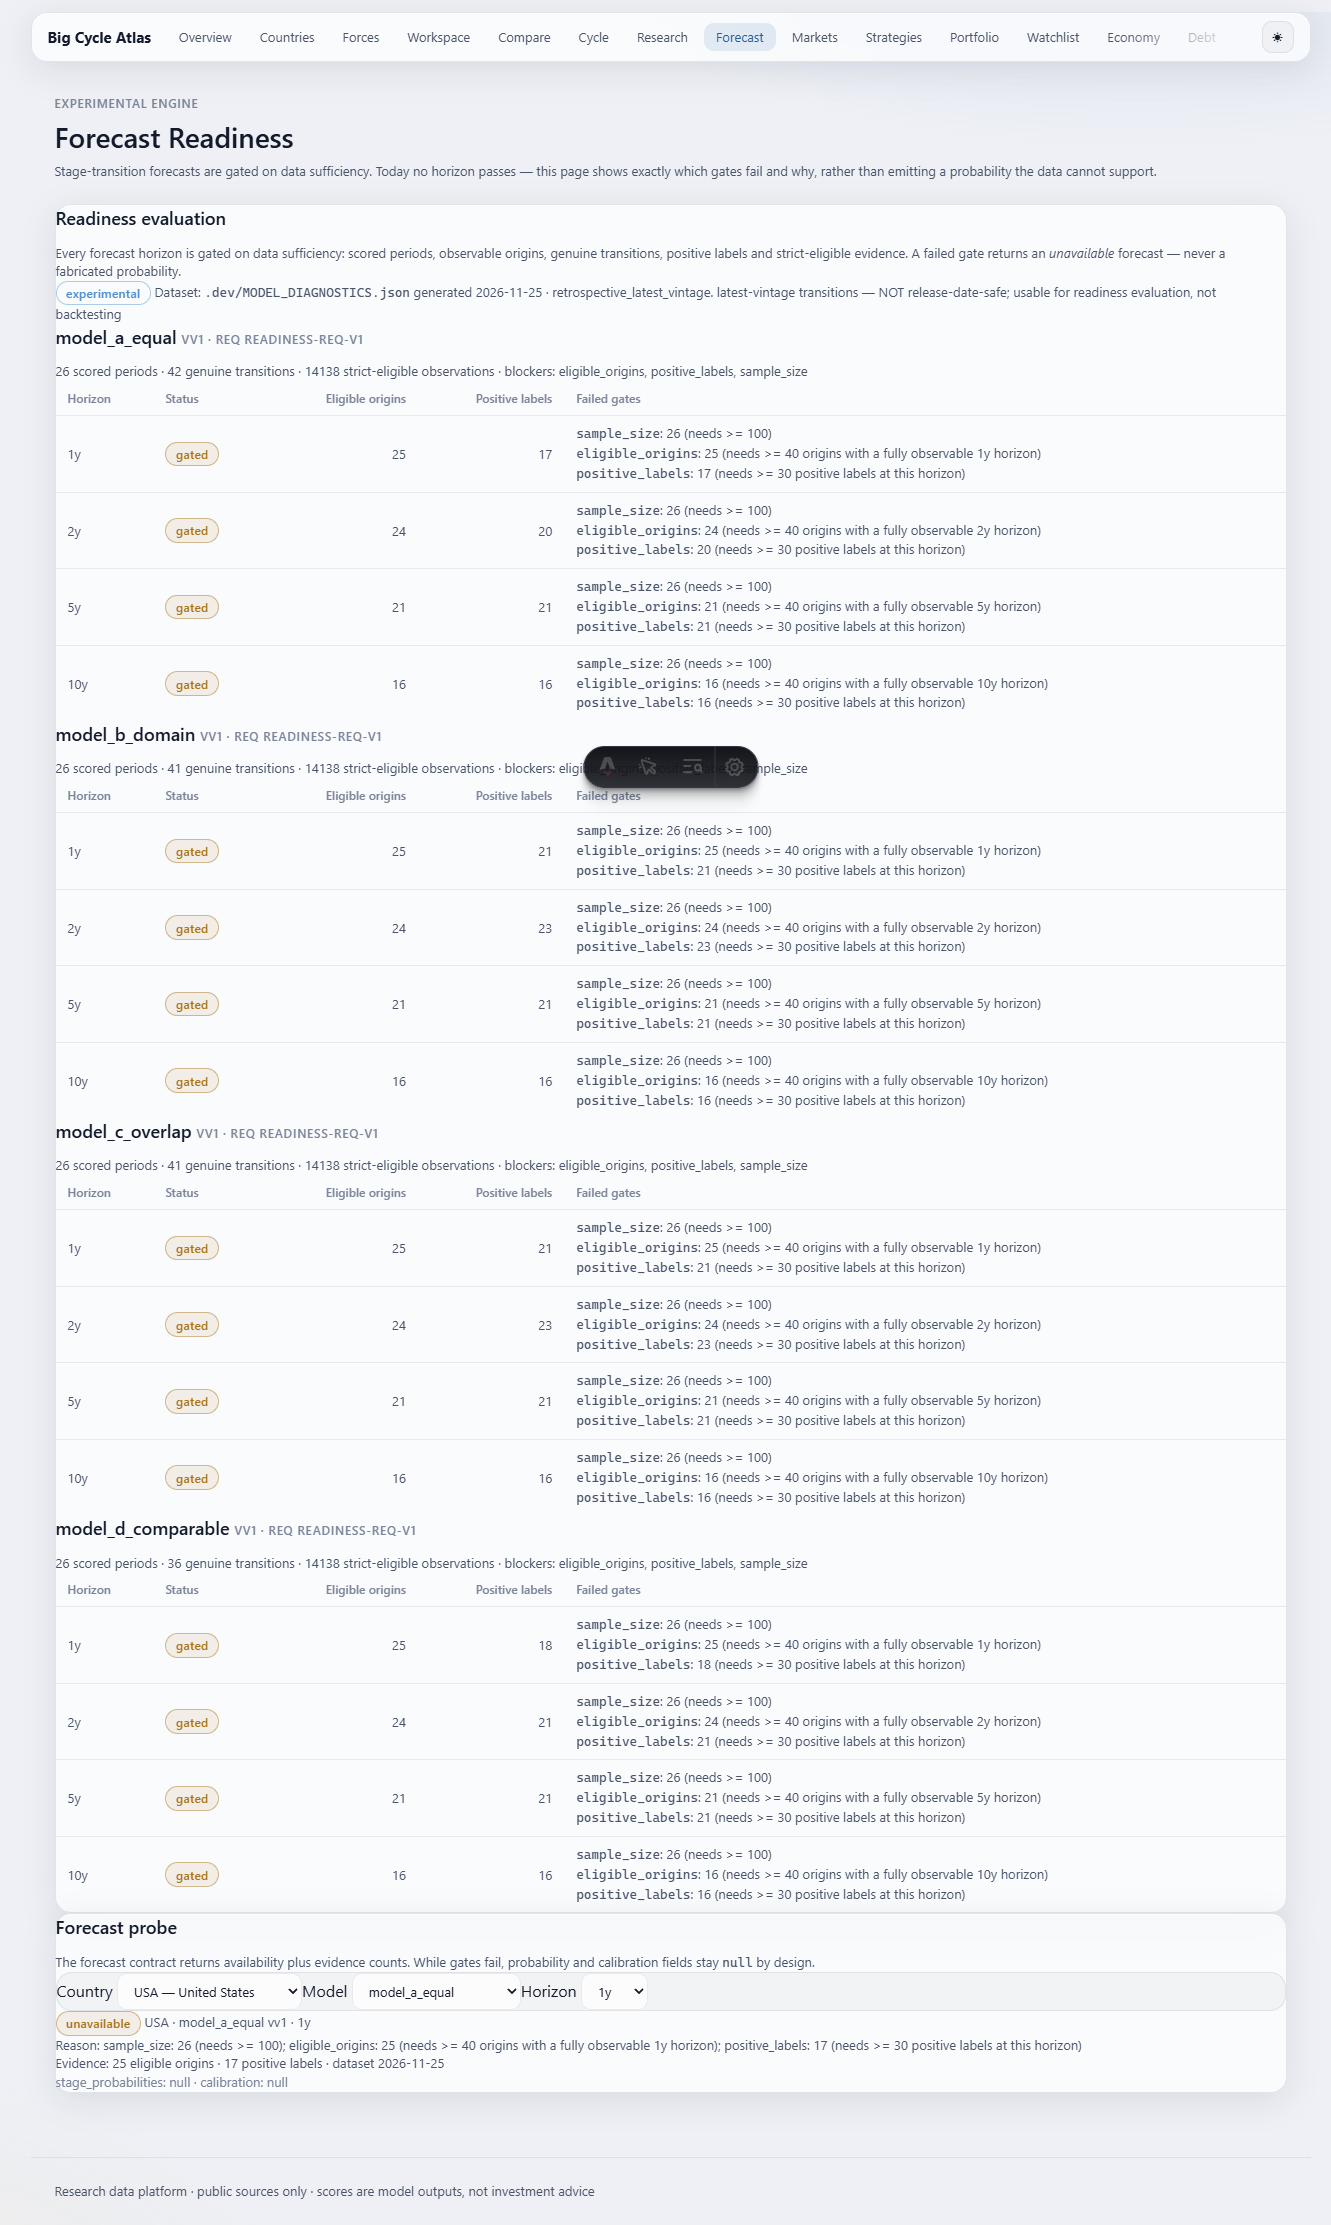 Big Cycle Atlas Overview Countries Forces Workspace Compare Cycle Research Forecast Markets Strategies Portfolio Watchlist Economy Debt
EXPERIMENTAL ENGINE
Forecast Readiness
Stage-transition forecasts are gated on data sufficiency. Today no horizon passes — this page shows exactly which gates fail and why, rather than emitting a probability the data cannot support.
Readiness evaluation
Every forecast horizon is gated on data sufficiency: scored periods, observable origins, genuine transitions, positive labels and strict-eligible evidence. A failed gate returns an unavailable forecast — never a
fabricated probability.
experimental Dataset: .dev/MODEL_DIAGNOSTICS.json generated 2026-11-25 · retrospective_latest_vintage. latest-vintage transitions — NOT release-date-safe; usable for readiness evaluation, not
backtesting
model_a_equal VV1 · REQ READINESS-REQ-V1
26 scored periods · 42 genuine transitions · 14138 strict-eligible observations · blockers: eligible_origins, positive_labels, sample_size
Horizon Status Eligible origins Positive labels Failed gates
sample_size: 26 (needs >= 100)
1y gated 25 17 eligible_origins: 25 (needs >= 40 origins with a fully observable 1y horizon)
positive_labels: 17 (needs >= 30 positive labels at this horizon)
sample_size: 26 (needs >= 100)
2y gated 24 20 eligible_origins: 24 (needs >= 40 origins with a fully observable 2y horizon)
positive_labels: 20 (needs >= 30 positive labels at this horizon)
sample_size: 26 (needs >= 100)
5y gated 21 21 eligible_origins: 21 (needs >= 40 origins with a fully observable 5y horizon)
positive_labels: 21 (needs >= 30 positive labels at this horizon)
sample_size: 26 (needs >= 100)
10y gated 16 16 eligible_origins: 16 (needs >= 40 origins with a fully observable 10y horizon)
positive_labels: 16 (needs >= 30 positive labels at this horizon)
model_b_domain VV1 · REQ READINESS-REQ-V1
26 scored periods · 41 genuine transitions · 14138 strict-eligible observations · blockers:
Horizon Status Eligible origins Positive labels Failed gates
sample_size: 26 (needs >= 100)
1y gated 25 21 eligible_origins: 25 (needs >= 40 origins with a fully observable 1y horizon)
positive_labels: 21 (needs >= 30 positive labels at this horizon)
sample_size: 26 (needs >= 100)
2y gated 24 23 eligible_origins: 24 (needs >= 40 origins with a fully observable 2y horizon)
positive_labels: 23 (needs >= 30 positive labels at this horizon)
sample_size: 26 (needs >= 100)
5y gated 21 21 eligible_origins: 21 (needs >= 40 origins with a fully observable 5y horizon)
positive_labels: 21 (needs >= 30 positive labels at this horizon)
sample_size: 26 (needs >= 100)
10y gated 16 16 eligible_origins: 16 (needs >= 40 origins with a fully observable 10y horizon)
positive_labels: 16 (needs >= 30 positive labels at this horizon)
model_c_overlap VV1 · REQ READINESS-REQ-V1
26 scored periods · 41 genuine transitions · 14138 strict-eligible observations · blockers: eligible_origins, positive_labels, sample_size
Horizon Status Eligible origins Positive labels Failed gates
sample_size: 26 (needs >= 100)
1y gated 25 21 eligible_origins: 25 (needs >= 40 origins with a fully observable 1y horizon)
positive_labels: 21 (needs >= 30 positive labels at this horizon)
sample_size: 26 (needs >= 100)
2y gated 24 23 eligible_origins: 24 (needs >= 40 origins with a fully observable 2y horizon)
positive_labels: 23 (needs >= 30 positive labels at this horizon)
sample_size: 26 (needs >= 100)
5y gated 21 21 eligible_origins: 21 (needs >= 40 origins with a fully observable 5y horizon)
positive_labels: 21 (needs >= 30 positive labels at this horizon)
sample_size: 26 (needs >= 100)
10y gated 16 16 eligible_origins: 16 (needs >= 40 origins with a fully observable 10y horizon)
positive_labels: 16 (needs >= 30 positive labels at this horizon)
model_d_comparable VV1 · REQ READINESS-REQ-V1
26 scored periods · 36 genuine transitions · 14138 strict-eligible observations · blockers: eligible_origins, positive_labels, sample_size
Horizon Status Eligible origins Positive labels Failed gates
sample_size: 26 (needs >= 100)
1y gated 25 18 eligible_origins: 25 (needs >= 40 origins with a fully observable 1y horizon)
positive_labels: 18 (needs >= 30 positive labels at this horizon)
sample_size: 26 (needs >= 100)
2y gated 24 21 eligible_origins: 24 (needs >= 40 origins with a fully observable 2y horizon)
positive_labels: 21 (needs >= 30 positive labels at this horizon)
sample_size: 26 (needs >= 100)
5y gated 21 21 eligible_origins: 21 (needs >= 40 origins with a fully observable 5y horizon)
positive_labels: 21 (needs >= 30 positive labels at this horizon)
sample_size: 26 (needs >= 100)
10y gated 16 16 eligible_origins: 16 (needs >= 40 origins with a fully observable 10y horizon)
positive_labels: 16 (needs >= 30 positive labels at this horizon)
Forecast probe
The forecast contract returns availability plus evidence counts. While gates fail, probability and calibration fields stay null by design.
Country USA — United States Model model_a_equal Horizon 1y
unavailable USA · model_a_equal vv1 · 1y
Reason: sample_size: 26 (needs >= 100); eligible_origins: 25 (needs >= 40 origins with a fully observable 1y horizon); positive_labels: 17 (needs >= 30 positive labels at this horizon)
Evidence: 25 eligible origins · 17 positive labels · dataset 2026-11-25
stage_probabilities: null · calibration: null
Research data platform · public sources only · scores are model outputs, not investment advice